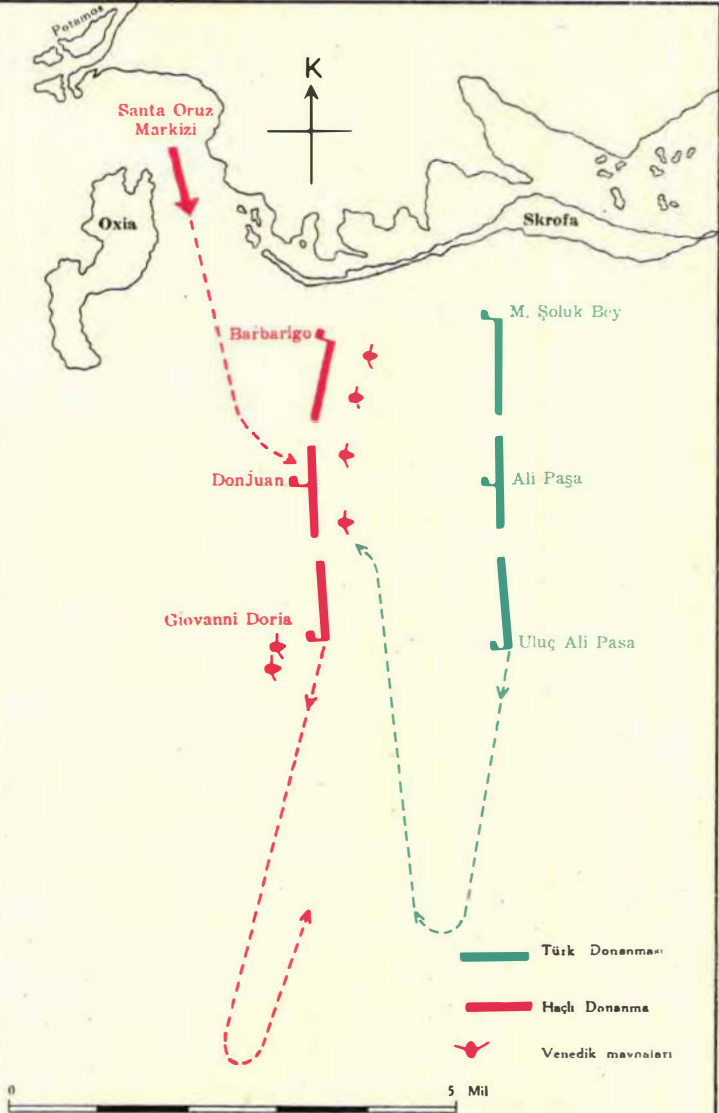 Potamos
K
Santa Oruz
Markizi
Oxia
Skrofa
Barbarigo
M. Şoluk Bey
DonJuan
Ali Paşa
Giovanni Doria
Uluç Ali Pasa
Türk Donanması
Haçlı Donanma
Venedik mavnaları
0 5 Mil